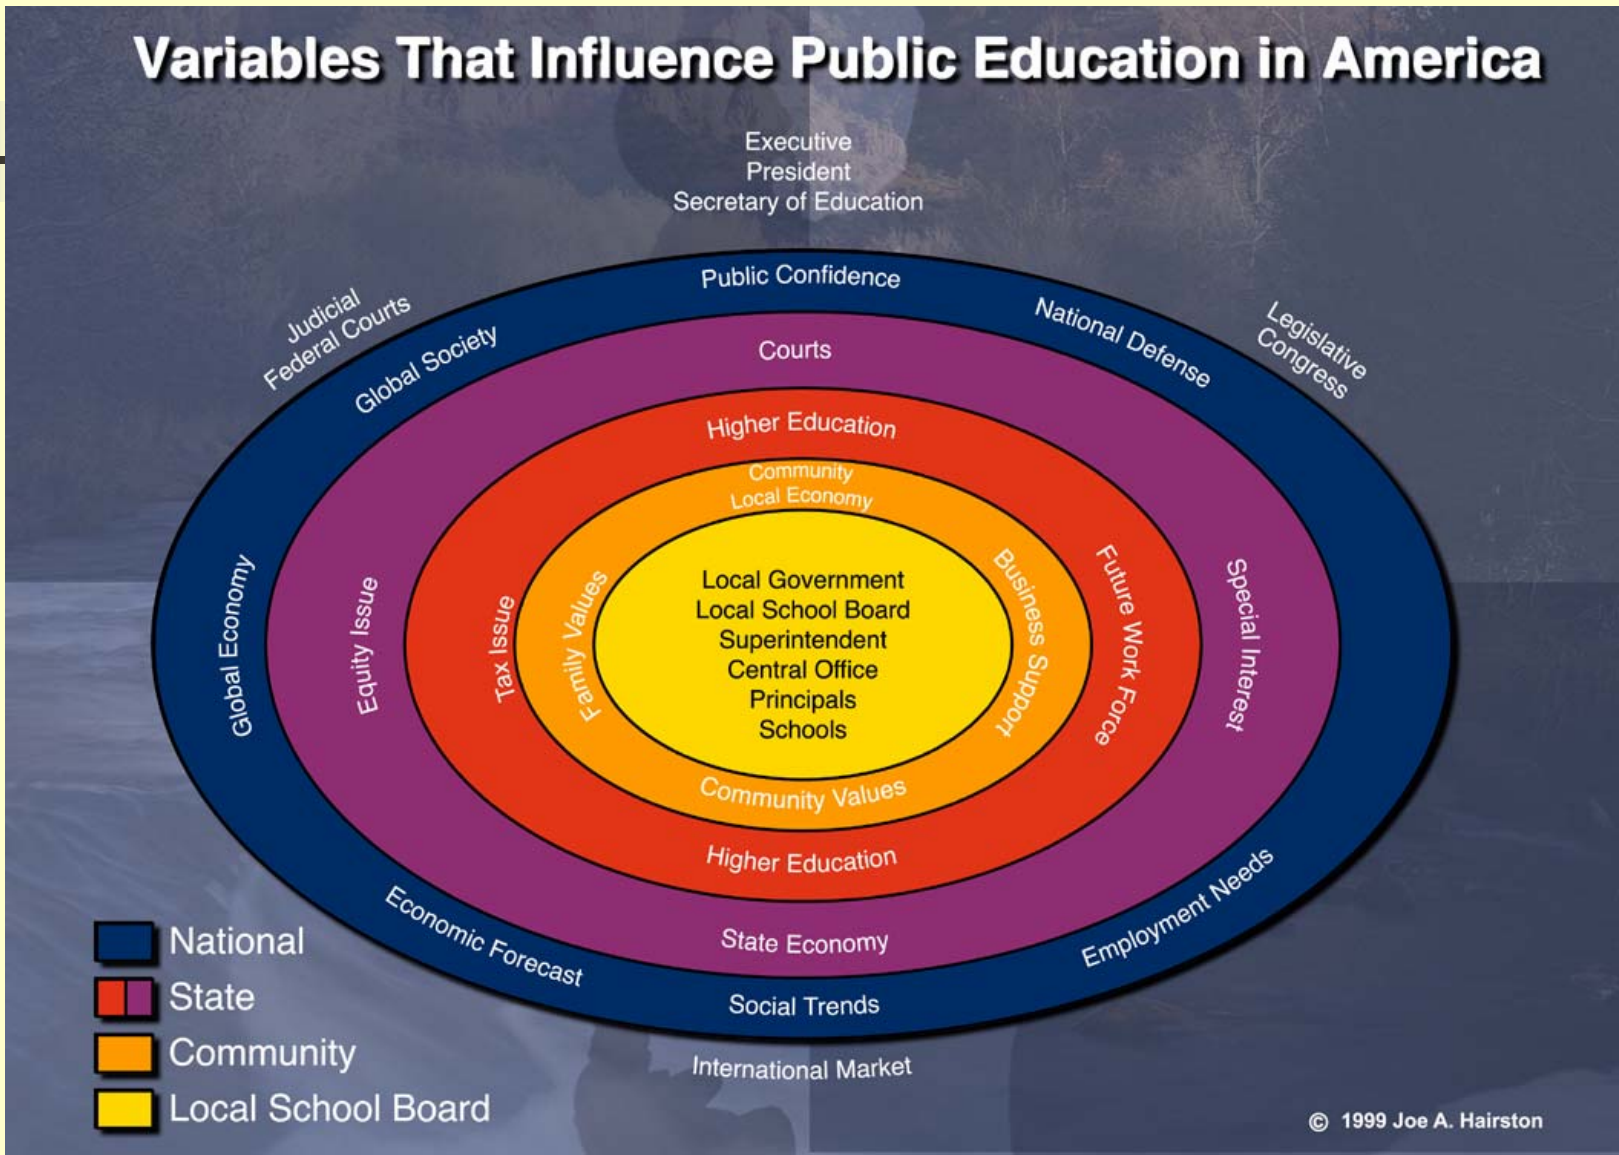 Variables That Influence Public Education in America
Executive
President
Secretary of Education
Judicial
Federal Courts
Legislative
Congress
Public Confidence
Global Society
National Defense
Courts
Higher Education
Community
Local Economy
Global Economy
Equity Issue
Tax Issue
Family Values
Local Government
Local School Board
Superintendent
Central Office
Principals
Schools
Business Support
Future Work Force
Special Interest
Community Values
Higher Education
State Economy
Economic Forecast
Employment Needs
Social Trends
International Market
National
State
Community
Local School Board
© 1999 Joe A. Hairston